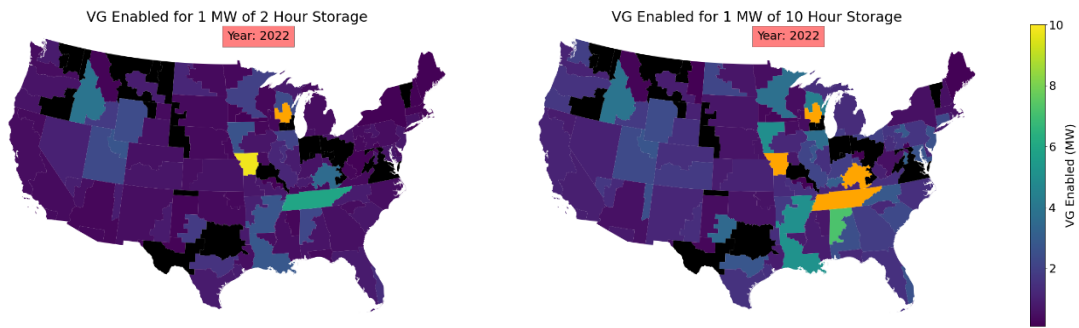 VG Enabled for 1 MW of 2 Hour Storage
Year: 2022
VG Enabled for 1 MW of 10 Hour Storage
Year: 2022
10
8
6
4
2
VG Enabled (MW)